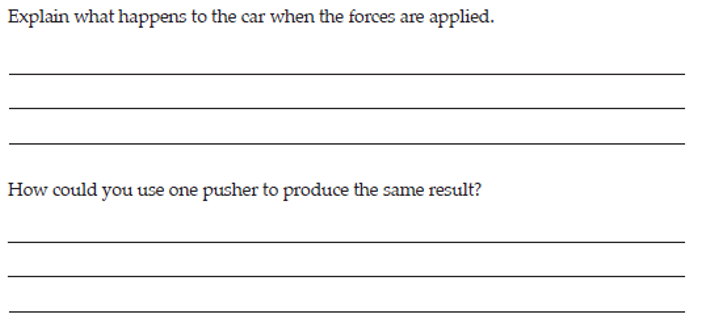 Explain what happens to the car when the forces are applied.
How could you use one pusher to produce the same result?